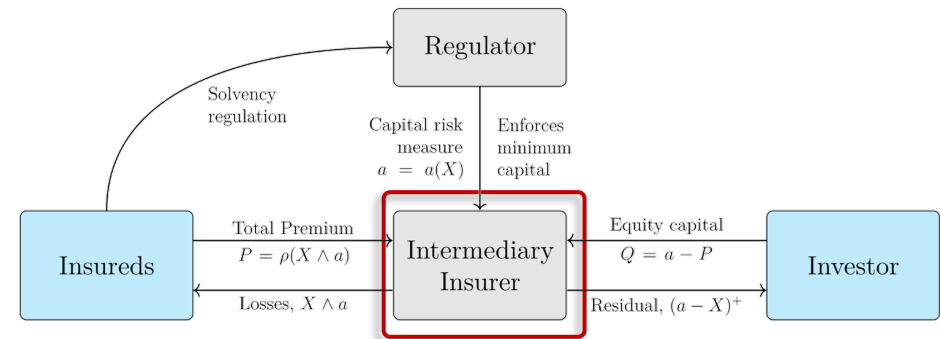 Regulator
Solvency
regulation
Capital risk
measure
a = a(X)
Enforces
minimum
capital
Insureds
Total Premium
P = ρ(X ∧ a)
Losses, X ∧ a
Intermediary
Insurer
Equity capital
Q = a − P
Residual, (a − X)⁺
Investor